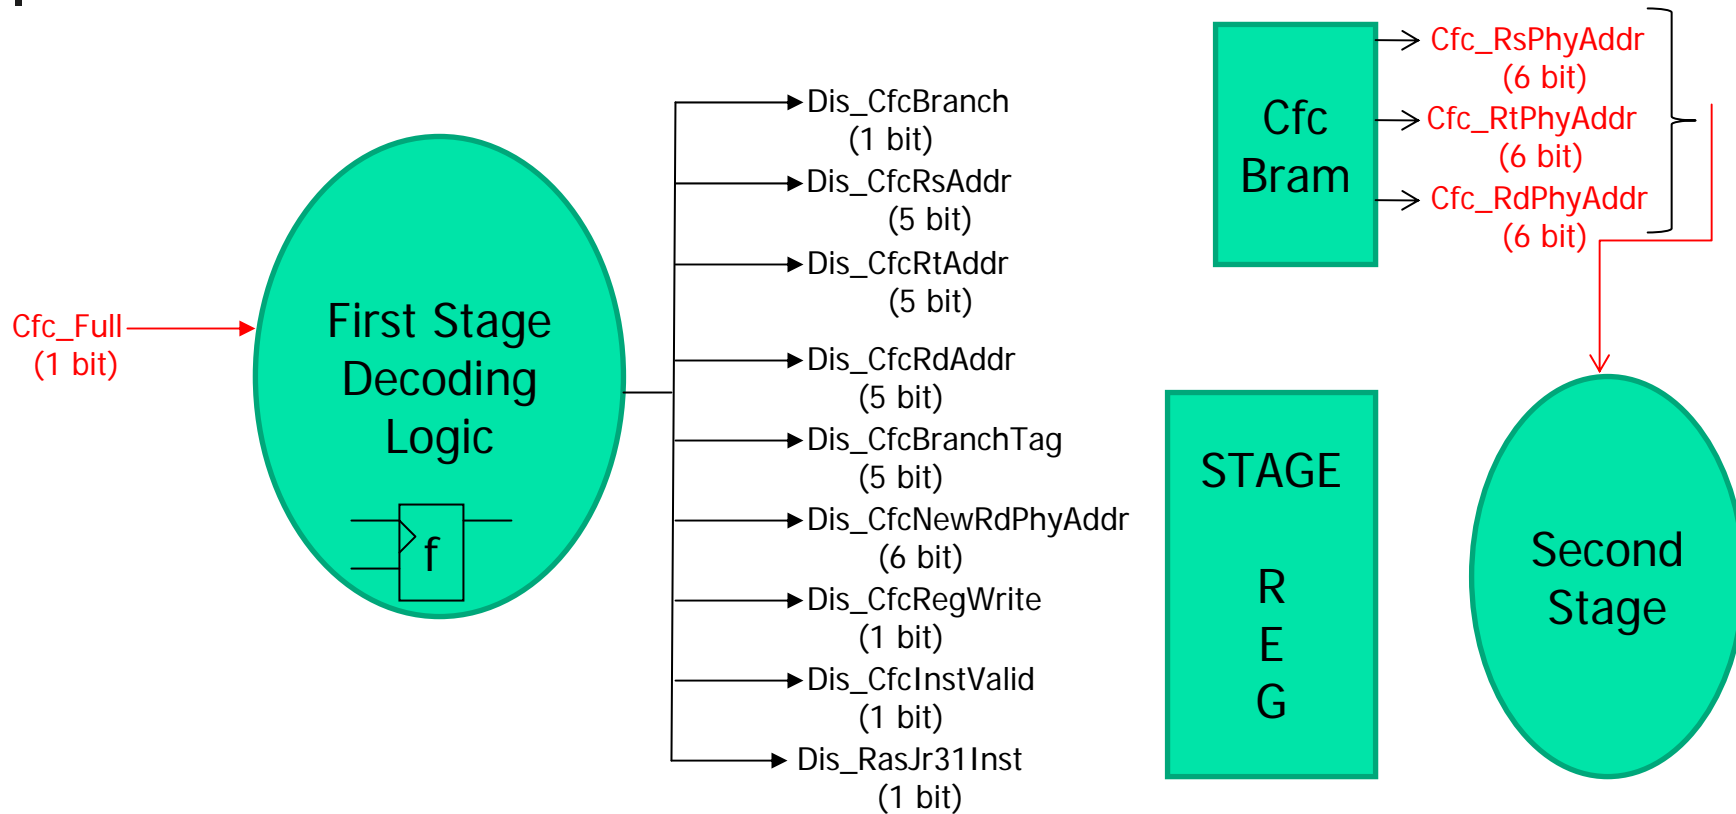 Cfc_Full
(1 bit)
First Stage
Decoding
Logic
f
Dis_CfcBranch
(1 bit)
Dis_CfcRsAddr
(5 bit)
Dis_CfcRtAddr
(5 bit)
Dis_CfcRdAddr
(5 bit)
Dis_CfcBranchTag
(5 bit)
Dis_CfcNewRdPhyAddr
(6 bit)
Dis_CfcRegWrite
(1 bit)
Dis_CfcInstValid
(1 bit)
Dis_RasJr31Inst
(1 bit)
Cfc
Bram
Cfc_RsPhyAddr
(6 bit)
Cfc_RtPhyAddr
(6 bit)
Cfc_RdPhyAddr
(6 bit)
STAGE
R
E
G
Second
Stage